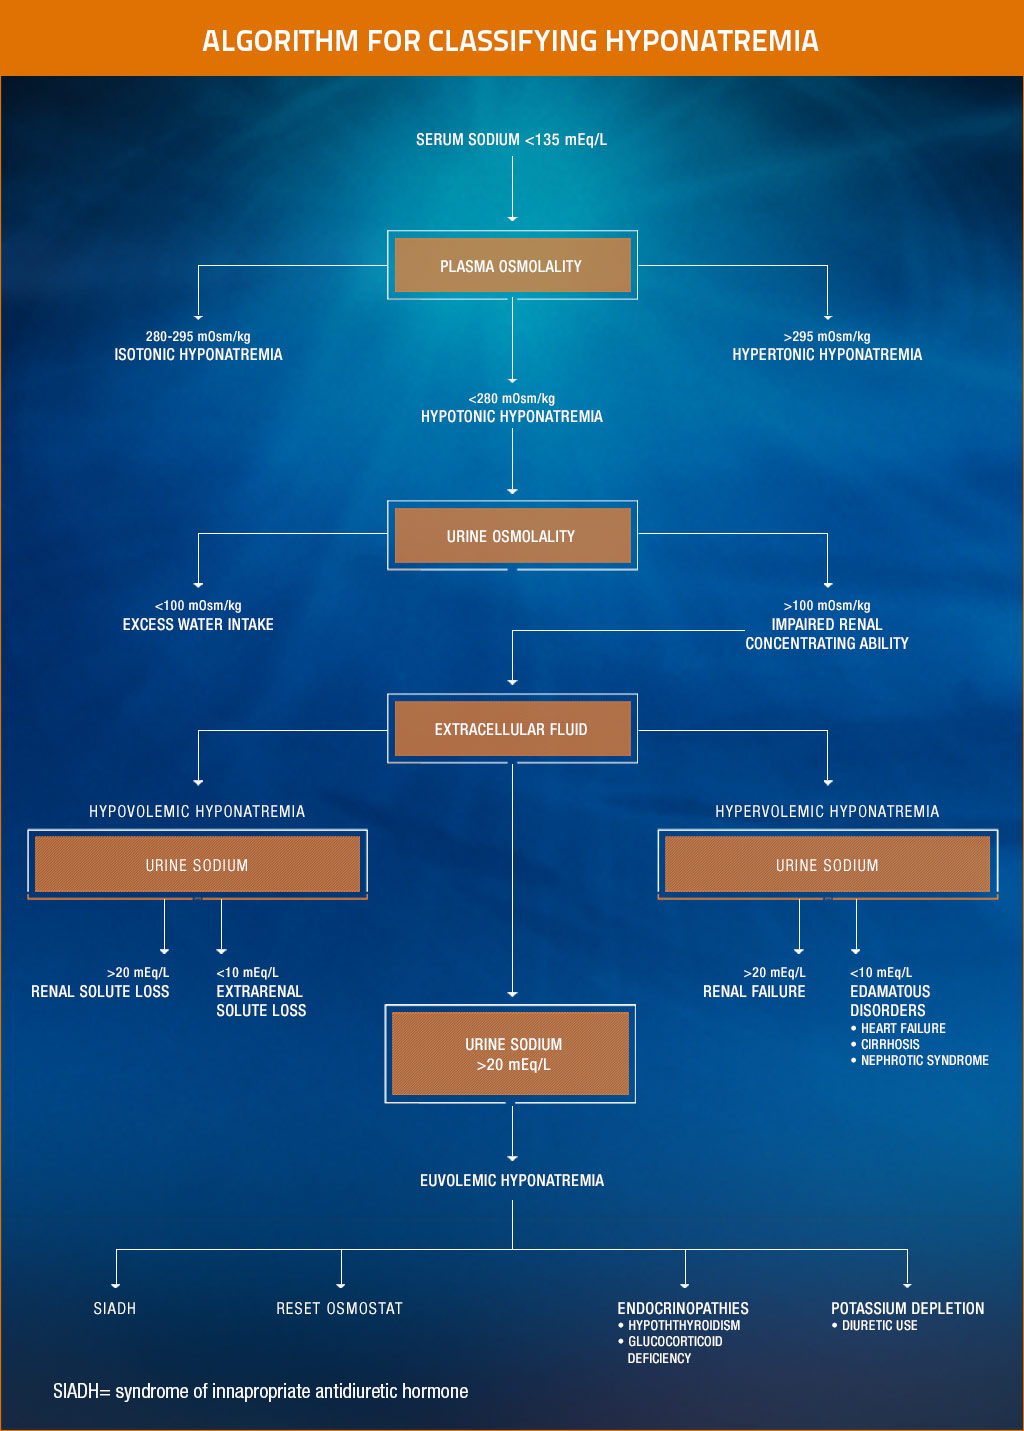 ALGORITHM FOR CLASSIFYING HYPONATREMIA
SERUM SODIUM <135 mEq/L
PLASMA OSMOLALITY
280-295 mOsm/kg
ISOTONIC HYPONATREMIA
>295 mOsm/kg
HYPERTONIC HYPONATREMIA
<280 mOsm/kg
HYPOTONIC HYPONATREMIA
URINE OSMOLALITY
<100 mOsm/kg
EXCESS WATER INTAKE
>100 mOsm/kg
IMPAIRED RENAL
CONCENTRATING ABILITY
EXTRACELLULAR FLUID
HYPOVOLEMIC HYPONATREMIA
URINE SODIUM
>20 mEq/L
RENAL SOLUTE LOSS
<10 mEq/L
EXTRARENAL
SOLUTE LOSS
HYPERVOLEMIC HYPONATREMIA
URINE SODIUM
>20 mEq/L
RENAL FAILURE
<10 mEq/L
EDAMATOUS
DISORDERS
• HEART FAILURE
• CIRRHOSIS
• NEPHROTIC SYNDROME
URINE SODIUM
>20 mEq/L
EUVOLEMIC HYPONATREMIA
SIADH
RESET OSMOSTAT
ENDOCRINOPATHIES
• HYPOTHTHYROIDISM
• GLUCOCORTICOID
DEFICIENCY
POTASSIUM DEPLETION
• DIURETIC USE
SIADH= syndrome of innapropriate antidiuretic hormone